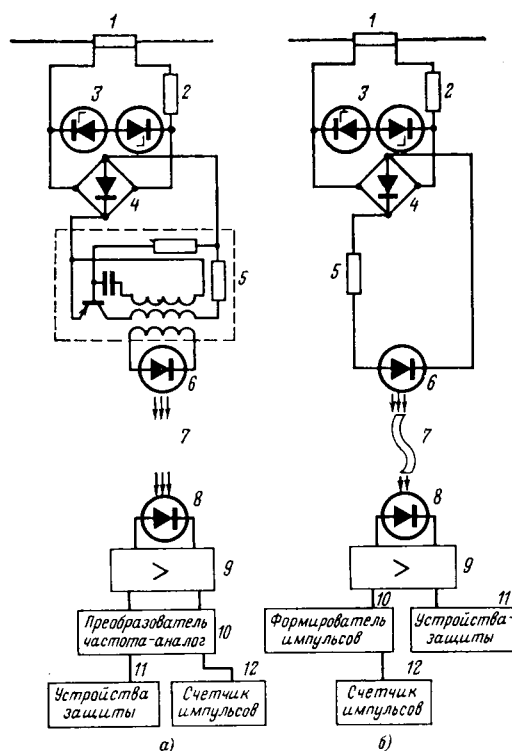 1
2
3
4
5
6
7
8
>
9
Преобразователь
частота-аналог
10
11
12
Устройства
защиты
Счетчик
импульсов
а)
1
2
3
4
5
6
7
8
>
9
10
11
Формирователь
импульсов
Устройства-
защиты
12
Счетчик
импульсов
б)